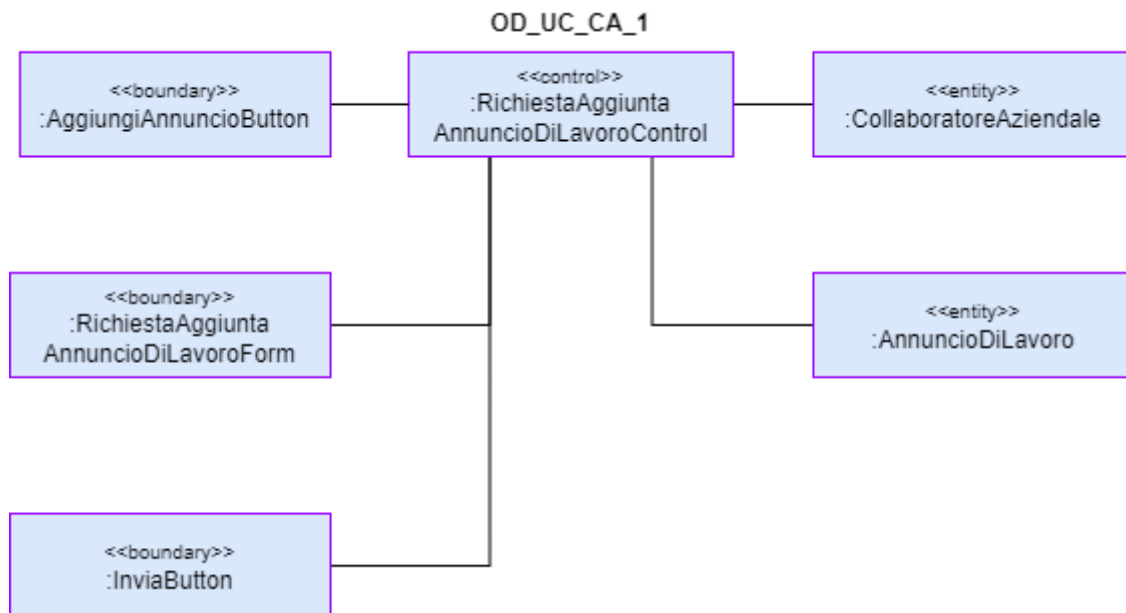 OD_UC_CA_1
<<boundary>>
:AggiungiAnnuncioButton
<<control>>
:RichiestaAggiunta
AnnuncioDiLavoroControl
<<entity>>
:CollaboratoreAziendale
<<boundary>>
:RichiestaAggiunta
AnnuncioDiLavoroForm
<<entity>>
:AnnuncioDiLavoro
<<boundary>>
:InviaButton